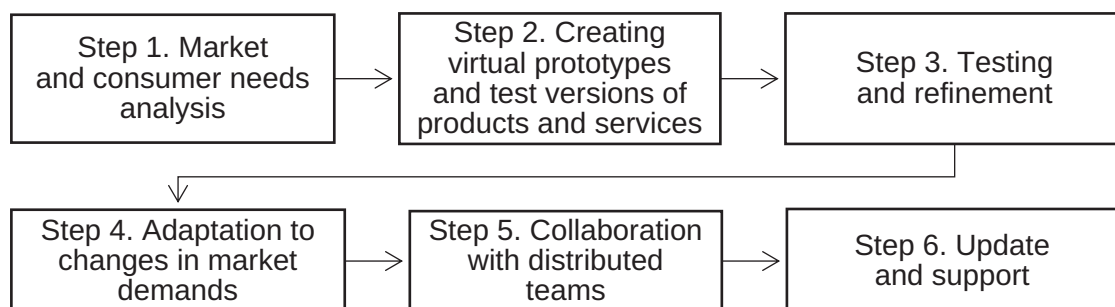 Step 1. Market
and consumer needs
analysis
Step 2. Creating
virtual prototypes
and test versions of
products and services
Step 3. Testing
and refinement
Step 4. Adaptation to
changes in market
demands
Step 5. Collaboration
with distributed
teams
Step 6. Update
and support